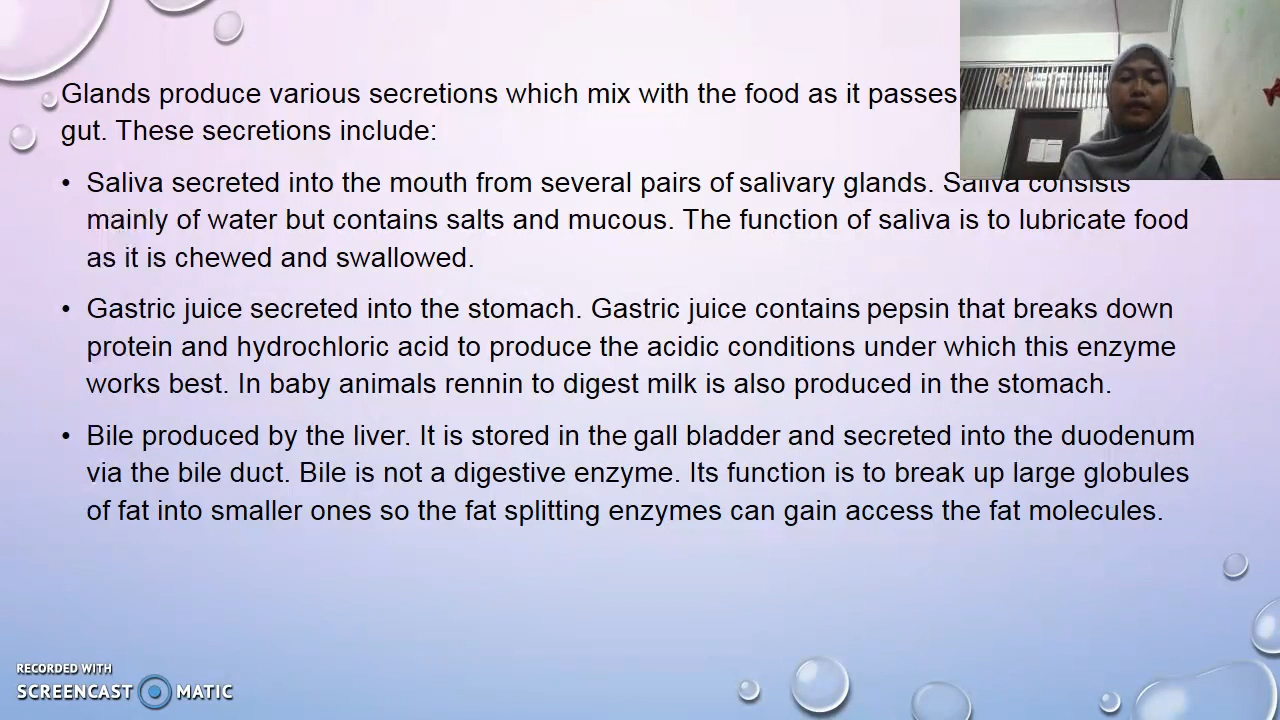 Glands produce various secretions which mix with the food as it passes
gut. These secretions include:
• Saliva secreted into the mouth from several pairs of salivary glands. Saliva consists
mainly of water but contains salts and mucous. The function of saliva is to lubricate food
as it is chewed and swallowed.
• Gastric juice secreted into the stomach. Gastric juice contains pepsin that breaks down
protein and hydrochloric acid to produce the acidic conditions under which this enzyme
works best. In baby animals rennin to digest milk is also produced in the stomach.
• Bile produced by the liver. It is stored in the gall bladder and secreted into the duodenum
via the bile duct. Bile is not a digestive enzyme. Its function is to break up large globules
of fat into smaller ones so the fat splitting enzymes can gain access the fat molecules.
RECORDED WITH
SCREENCAST MATIC